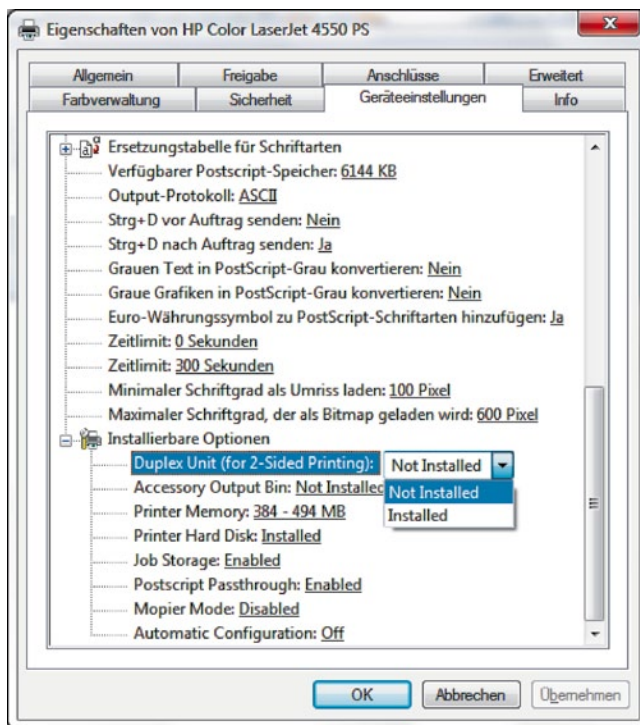 Eigenschaften von HP Color LaserJet 4550 PS
Allgemein Freigabe Anschlüsse Erweitert
Farbverwaltung Sicherheit Geräteeinstellungen Info
Ersetzungstabelle für Schriftarten
Verfügbarer Postscript-Speicher: 6144 KB
Output-Protokoll: ASCII
Strg+D vor Auftrag senden: Nein
Strg+D nach Auftrag senden: Ja
Grauen Text in PostScript-Grau konvertieren: Nein
Graue Grafiken in PostScript-Grau konvertieren: Nein
Euro-Währungssymbol zu PostScript-Schriftarten hinzufügen: Ja
Zeitlimit: 0 Sekunden
Zeitlimit: 300 Sekunden
Minimaler Schriftgrad als Umriss laden: 100 Pixel
Maximaler Schriftgrad, der als Bitmap geladen wird: 600 Pixel
Installierbare Optionen
Duplex Unit (for 2-Sided Printing): Not Installed
Accessory Output Bin: Not Installed
Not Installed
Printer Memory: 384 - 494 MB
Installed
Printer Hard Disk: Installed
Job Storage: Enabled
Postscript Passthrough: Enabled
Mopier Mode: Disabled
Automatic Configuration: Off
OK Abbrechen Übernehmen